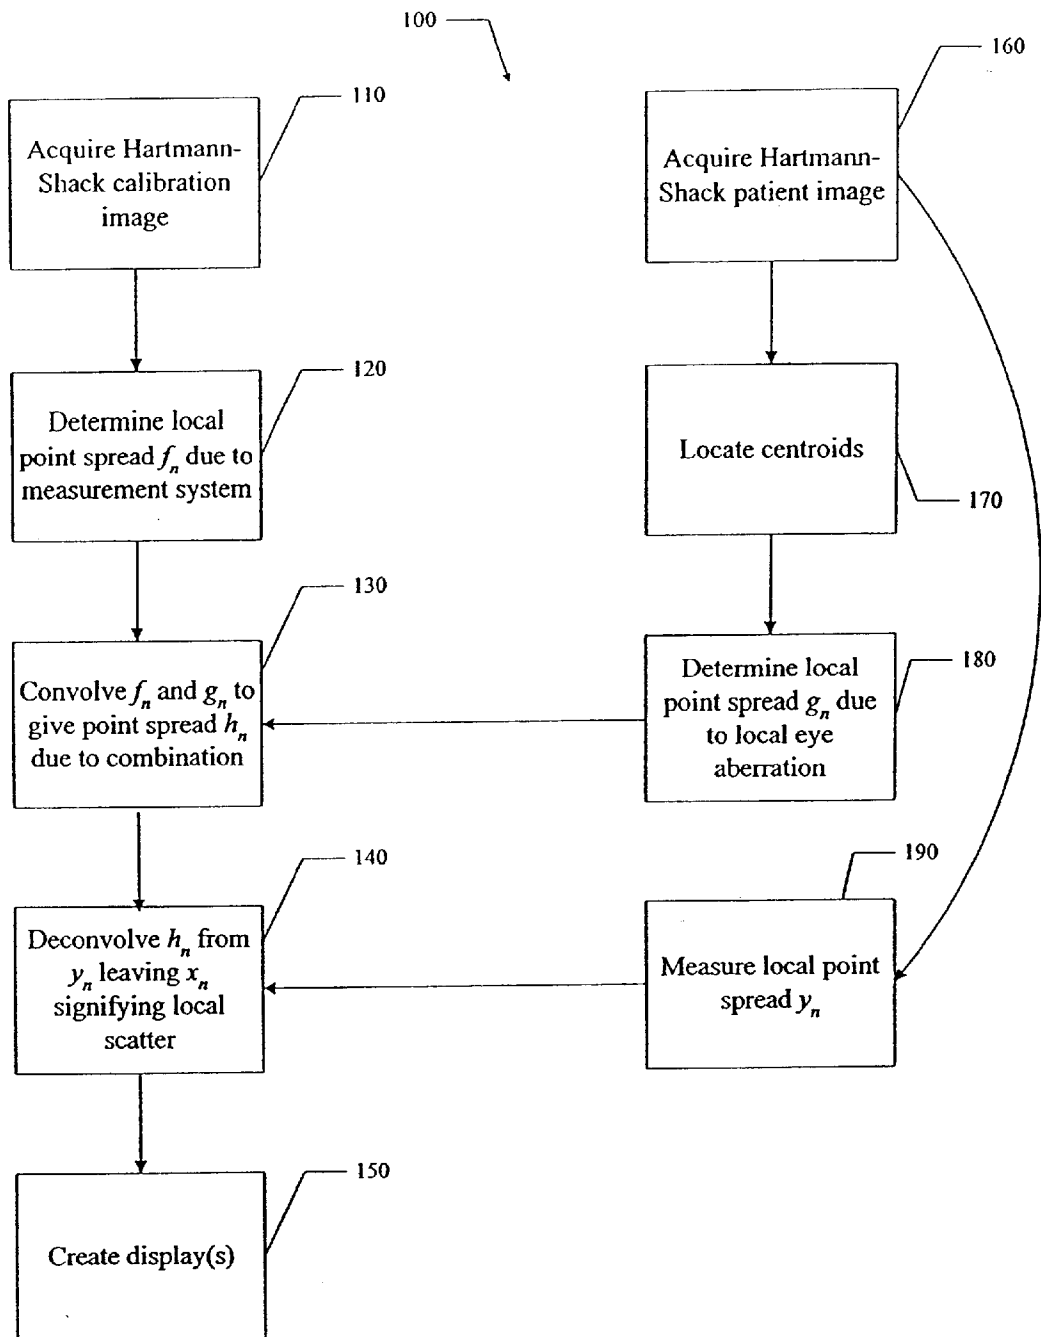 100
160
110
Acquire Hartmann-
Shack calibration
image
Acquire Hartmann-
Shack patient image
120
Determine local
point spread fn due to
measurement system
Locate centroids
170
130
Convolve fn and gn to
give point spread hn
due to combination
180
Determine local
point spread gn due
to local eye
aberration
140
Deconvolve hn from
yn leaving xn
signifying local
scatter
190
Measure local point
spread yn
150
Create display(s)